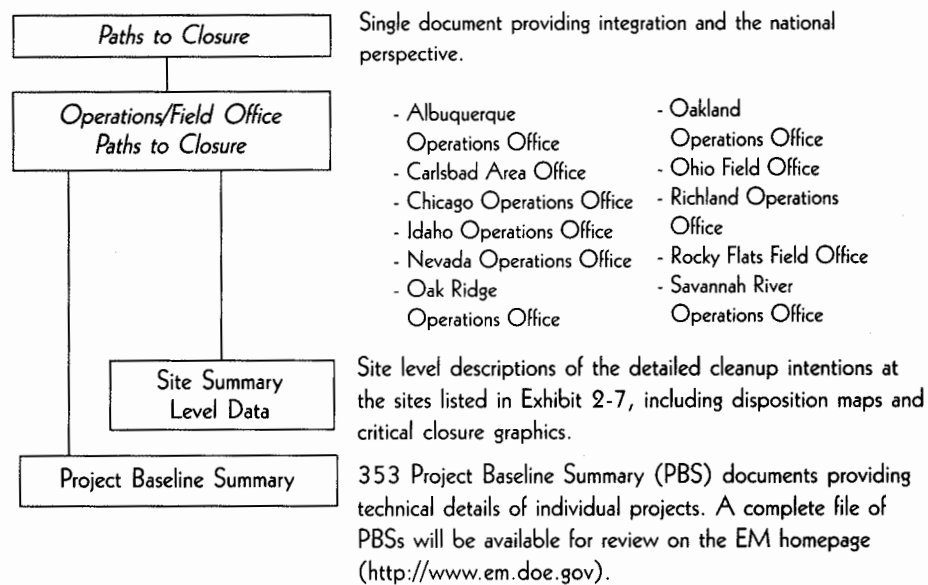 Paths to Closure
Single document providing integration and the national
perspective.
Operations/Field Office
Paths to Closure
- Albuquerque
Operations Office
- Carlsbad Area Office
- Chicago Operations Office
- Idaho Operations Office
- Nevada Operations Office
- Oak Ridge
Operations Office
- Oakland
Operations Office
- Ohio Field Office
- Richland Operations
Office
- Rocky Flats Field Office
- Savannah River
Operations Office
Site Summary
Level Data
Site level descriptions of the detailed cleanup intentions at
the sites listed in Exhibit 2-7, including disposition maps and
critical closure graphics.
Project Baseline Summary
353 Project Baseline Summary (PBS) documents providing
technical details of individual projects. A complete file of
PBSs will be available for review on the EM homepage
(http://www.em.doe.gov).